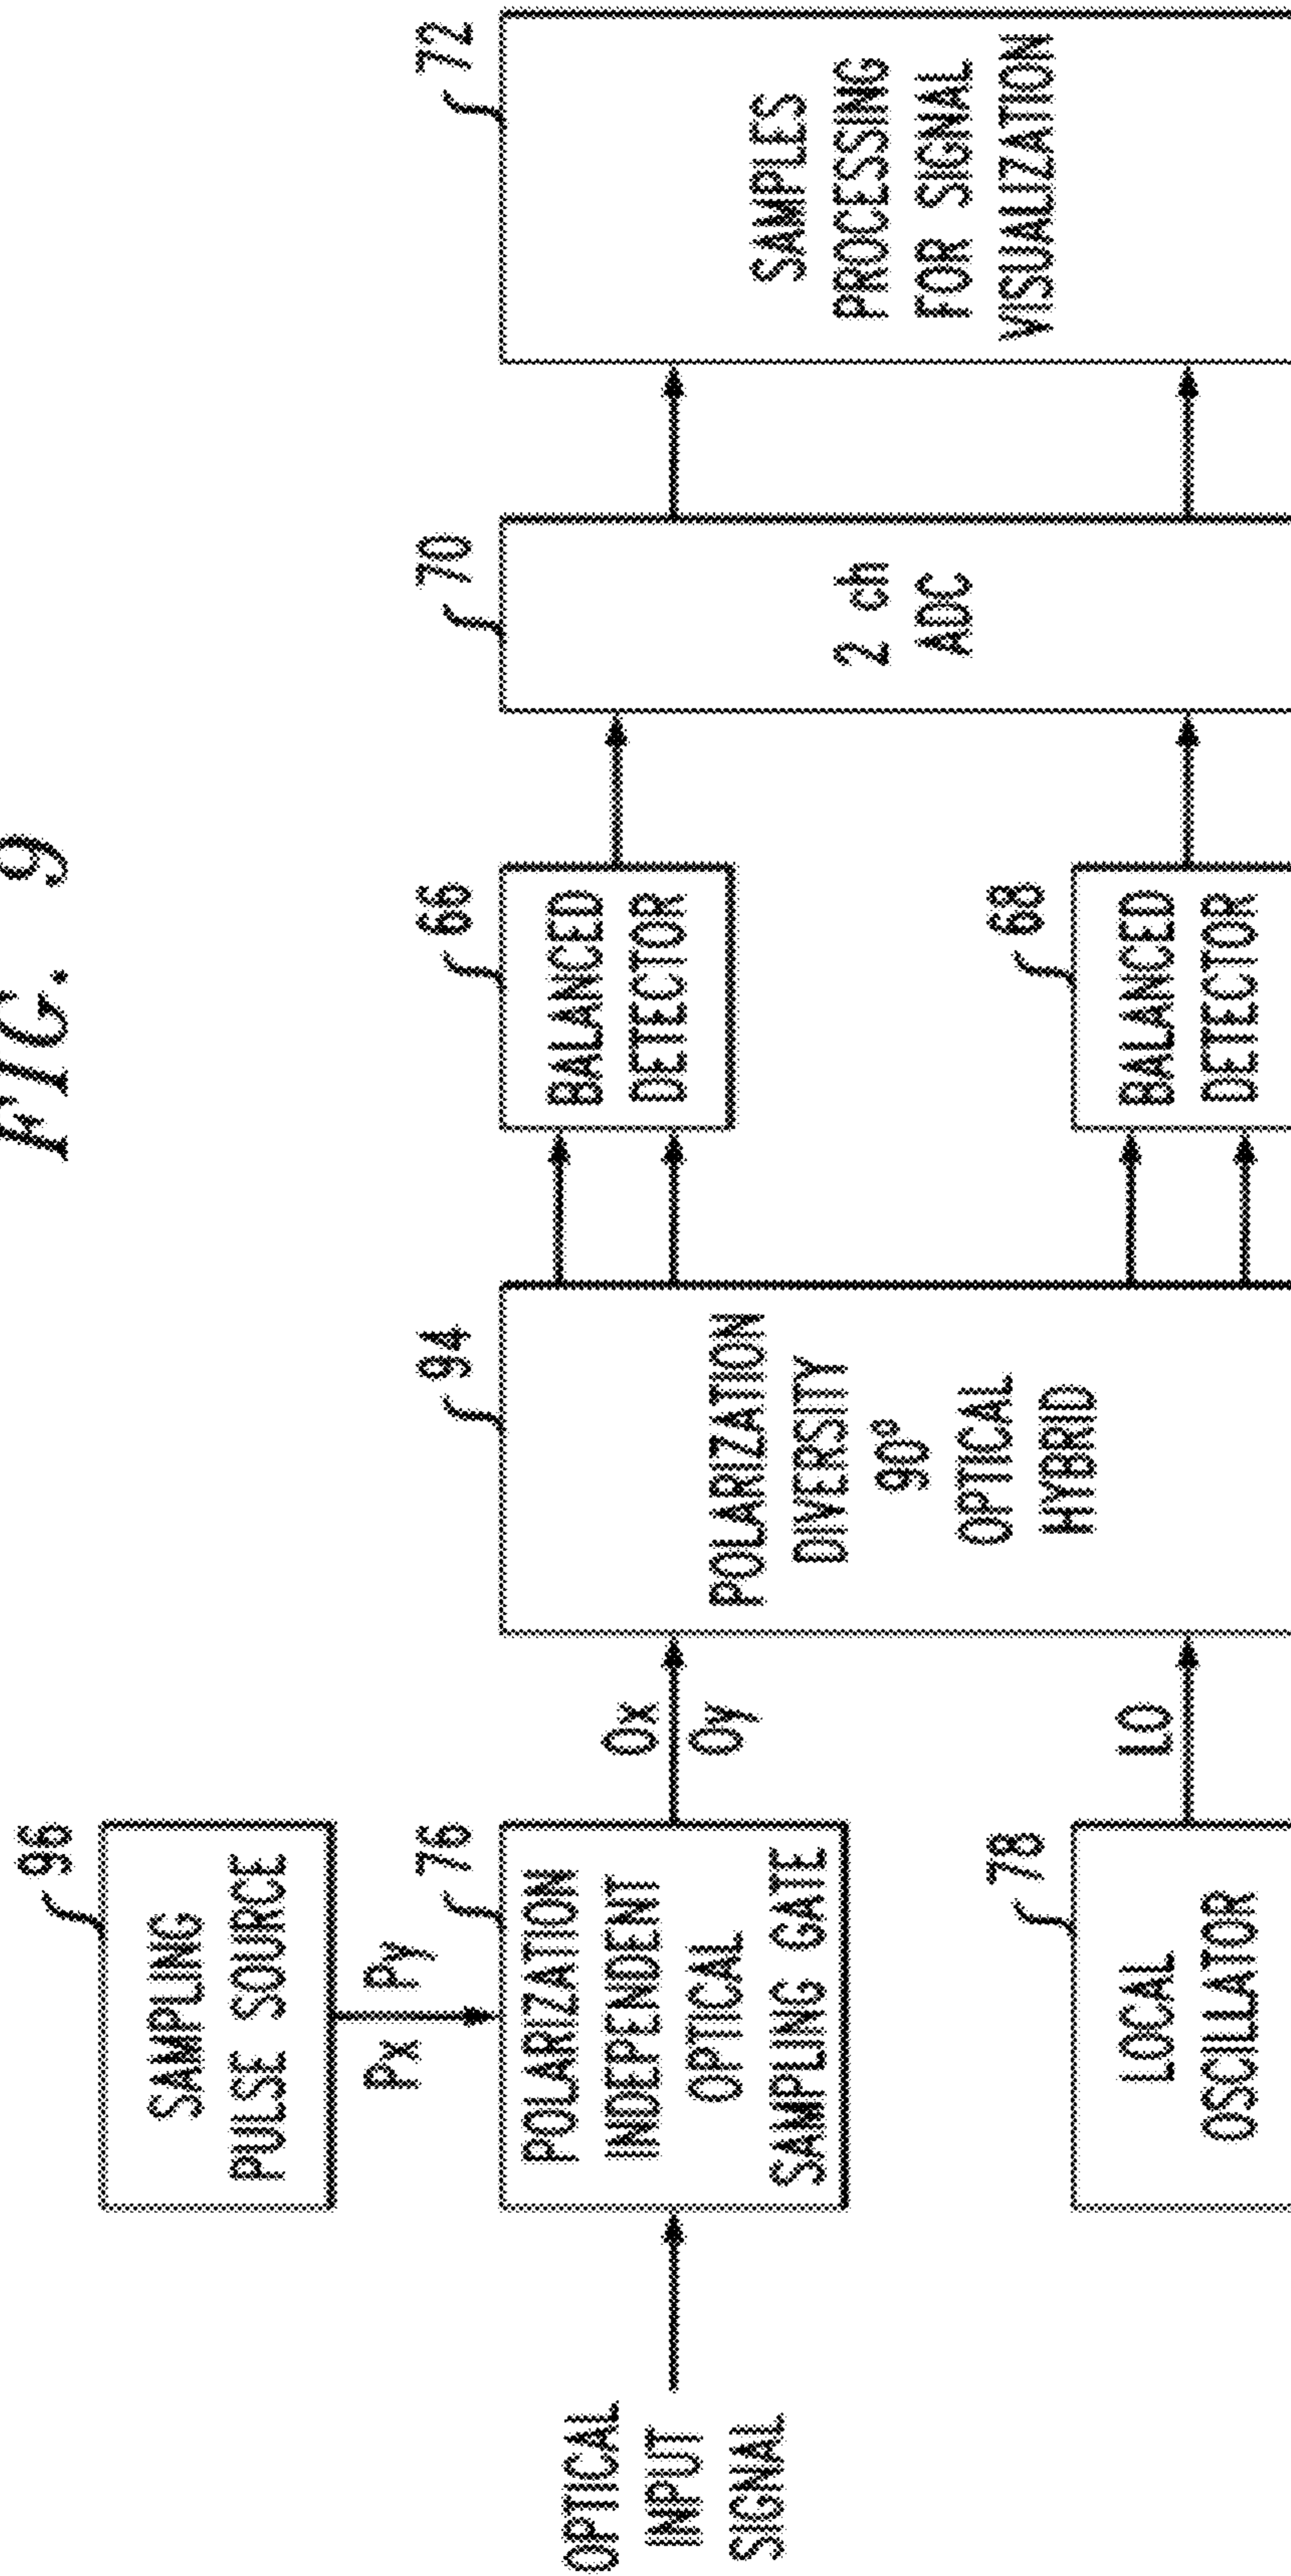 FIG. 9
96
SAMPLING
PULSE SOURCE
Px Py
OPTICAL
INPUT
SIGNAL
76
POLARIZATION
INDEPENDENT
OPTICAL
SAMPLING GATE
Ox
Oy
78
LOCAL
OSCILLATOR
LO
94
POLARIZATION
DIVERSITY
90°
OPTICAL
HYBRID
66
BALANCED
DETECTOR
68
BALANCED
DETECTOR
70
2 ch
ADC
72
SAMPLES
PROCESSING
FOR SIGNAL
VISUALIZATION